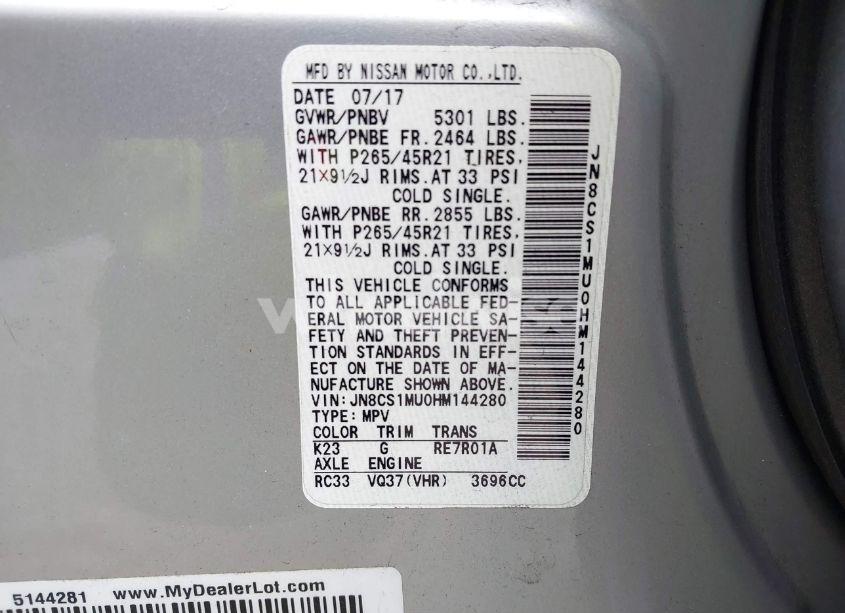 MFD BY NISSAN MOTOR CO.,LTD.
DATE 07/17
GVWR/PNBV 5301 LBS.
GAWR/PNBE FR. 2464 LBS.
WITH P265/45R21 TIRES,
21×9½J RIMS.AT 33 PSI
COLD SINGLE.
GAWR/PNBE RR. 2855 LBS.
WITH P265/45R21 TIRES,
21×9½J RIMS.AT 33 PSI
COLD SINGLE.
THIS VEHICLE CONFORMS
TO ALL APPLICABLE FED-
ERAL MOTOR VEHICLE SA-
FETY AND THEFT PREVEN-
TION STANDARDS IN EFF-
ECT ON THE DATE OF MA-
NUFACTURE SHOWN ABOVE.
VIN:JN8CS1MU0HM144280
TYPE:MPV
COLOR TRIM TRANS
K23 G RE7R01A
AXLE ENGINE
RC33 VQ37(VHR) 3696CC
JN8CS1MU0HM144280
5144281 www.MyDealerLot.com